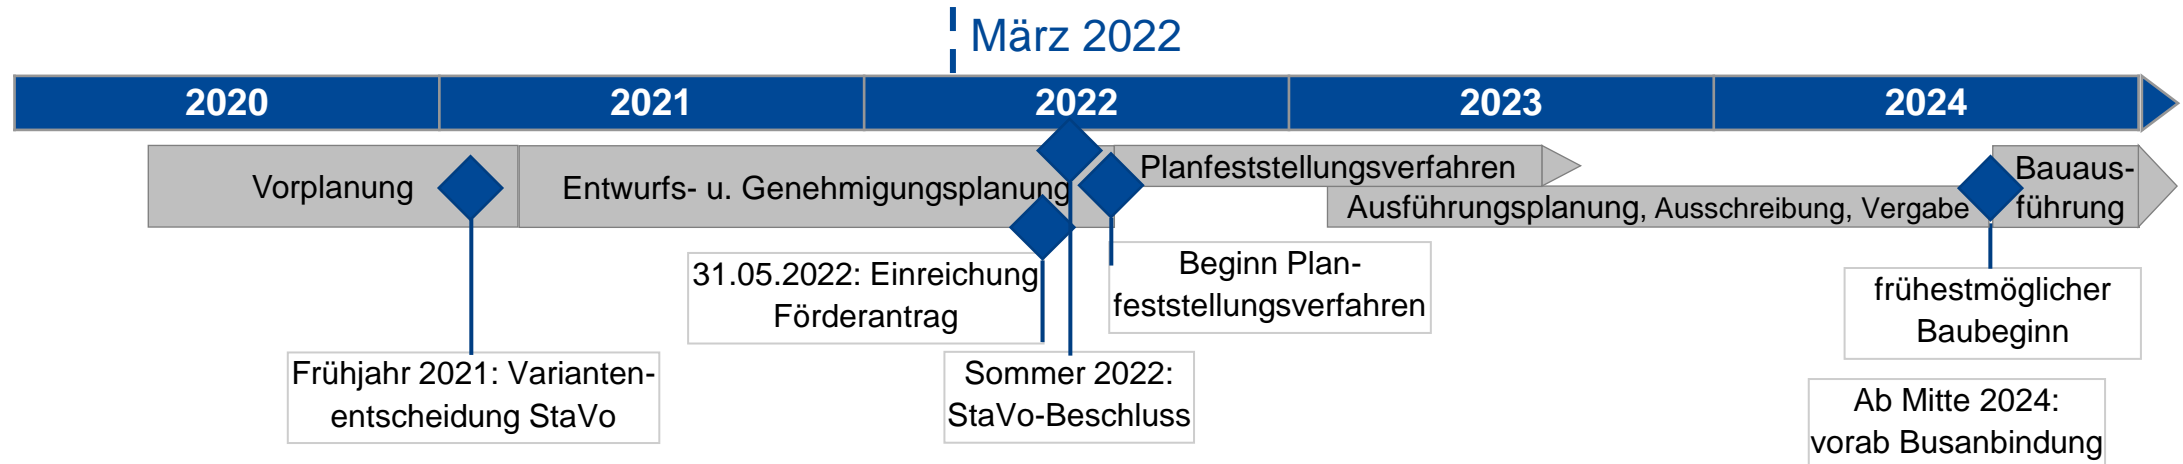 März 2022
2020 2021 2022 2023 2024
Vorplanung
Entwurfs- u. Genehmigungsplanung
Planfeststellungsverfahren
Ausführungsplanung, Ausschreibung, Vergabe
Bauaus-
führung
31.05.2022: Einreichung
Förderantrag
Beginn Plan-
feststellungsverfahren
frühestmöglicher
Baubeginn
Frühjahr 2021: Varianten-
entscheidung StaVo
Sommer 2022:
StaVo-Beschluss
Ab Mitte 2024:
vorab Busanbindung